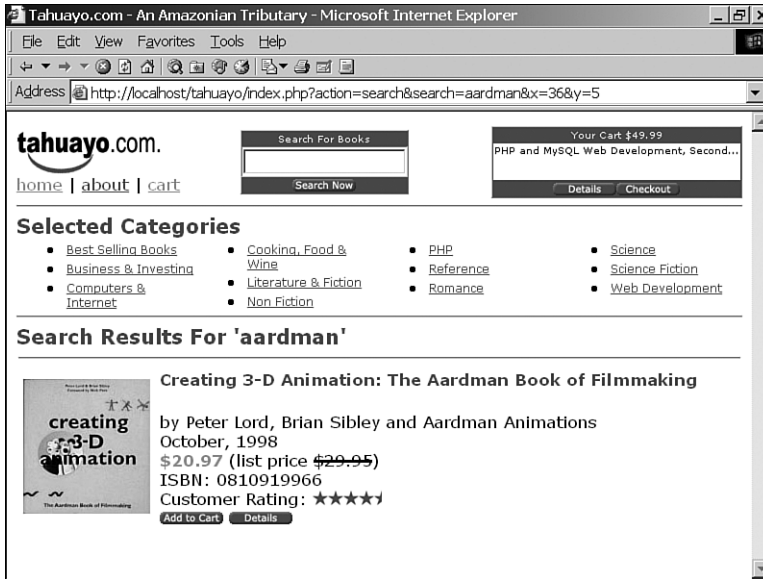 Tahuayo.com - An Amazonian Tributary - Microsoft Internet Explorer
File Edit View Favorites Tools Help
Address http://localhost/tahuayo/index.php?action=search&search=aardman&x=36&y=5
tahuayo.com.
home | about | cart
Search For Books
Search Now
Your Cart $49.99
PHP and MySQL Web Development, Second...
Details Checkout
Selected Categories
Best Selling Books
Business & Investing
Computers &
Internet
Cooking, Food &
Wine
Literature & Fiction
Non Fiction
PHP
Reference
Romance
Science
Science Fiction
Web Development
Search Results For 'aardman'
Peter Lord & Brian Sibley
creating
3-D
animation
The Aardman Book of Filmmaking
Creating 3-D Animation: The Aardman Book of Filmmaking
by Peter Lord, Brian Sibley and Aardman Animations
October, 1998
$20.97 (list price $29.95)
ISBN: 0810919966
Customer Rating:
Add to Cart Details